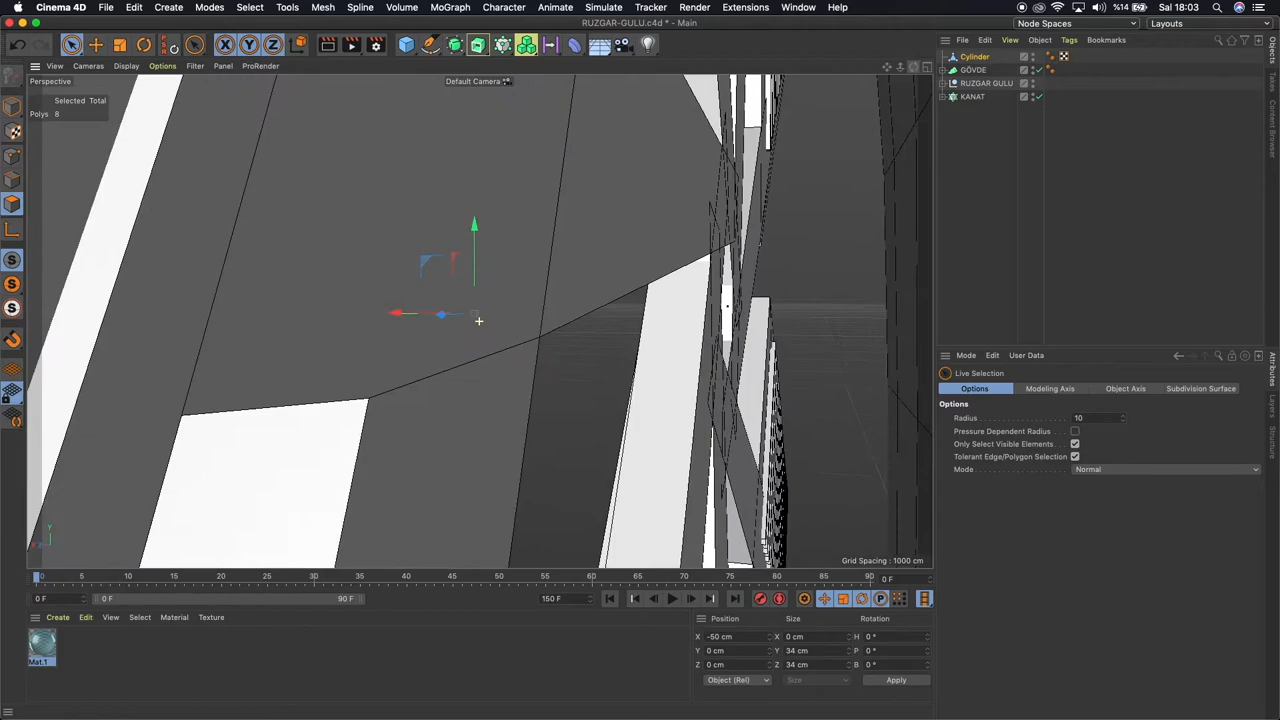 Cinema 4D File Edit Create Modes Select Tools Mesh Spline Volume MoGraph Character Animate Simulate Tracker Render Extensions Window Help %14 Sal 18:03
RUZGAR-GULU.c4d * - Main
Node Spaces Layouts
View Cameras Display Options Filter Panel ProRender
File Edit View Object Tags Bookmarks
Perspective
Default Camera
Selected Total
Polys 8
Cylinder
GÖVDE
RUZGAR GULU
KANAT
Objects
Takes
Content Browser
Mode Edit User Data
Live Selection
Options Modeling Axis Object Axis Subdivision Surface
Options
Radius 10
Pressure Dependent Radius
Only Select Visible Elements
Tolerant Edge/Polygon Selection
Mode Normal
Attributes
Layers
Structure
X Y Z
P
S
S
S
Y
Grid Spacing : 1000 cm
0 5 10 15 20 25 30 35 40 45 50 55 60 65 70 75 80 85 90
0 F
0 F 0 F 90 F 150 F
Create Edit View Select Material Texture
Mat.1
Position Size Rotation
X -50 cm X 0 cm H 0 °
Y 0 cm Y 34 cm P 0 °
Z 0 cm Z 34 cm B 0 °
Object (Rel) Size Apply